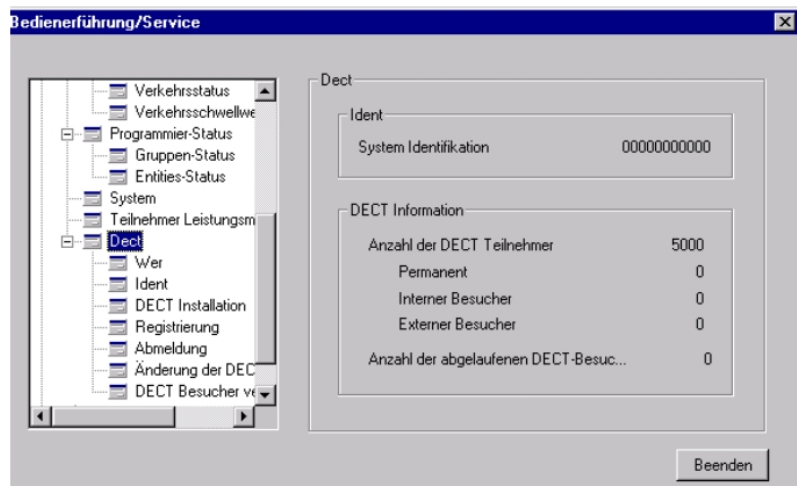 Bedienerführung/Service
Verkehrsstatus
Verkehrsschwellwe
Programmier-Status
Gruppen-Status
Entities-Status
System
Teilnehmer Leistungsm
Dect
Wer
Ident
DECT Installation
Registrierung
Abmeldung
Änderung der DEC
DECT Besucher ve
Dect
Ident
System Identifikation 00000000000
DECT Information
Anzahl der DECT Teilnehmer 5000
Permanent 0
Interner Besucher 0
Externer Besucher 0
Anzahl der abgelaufenen DECT-Besuc... 0
Beenden